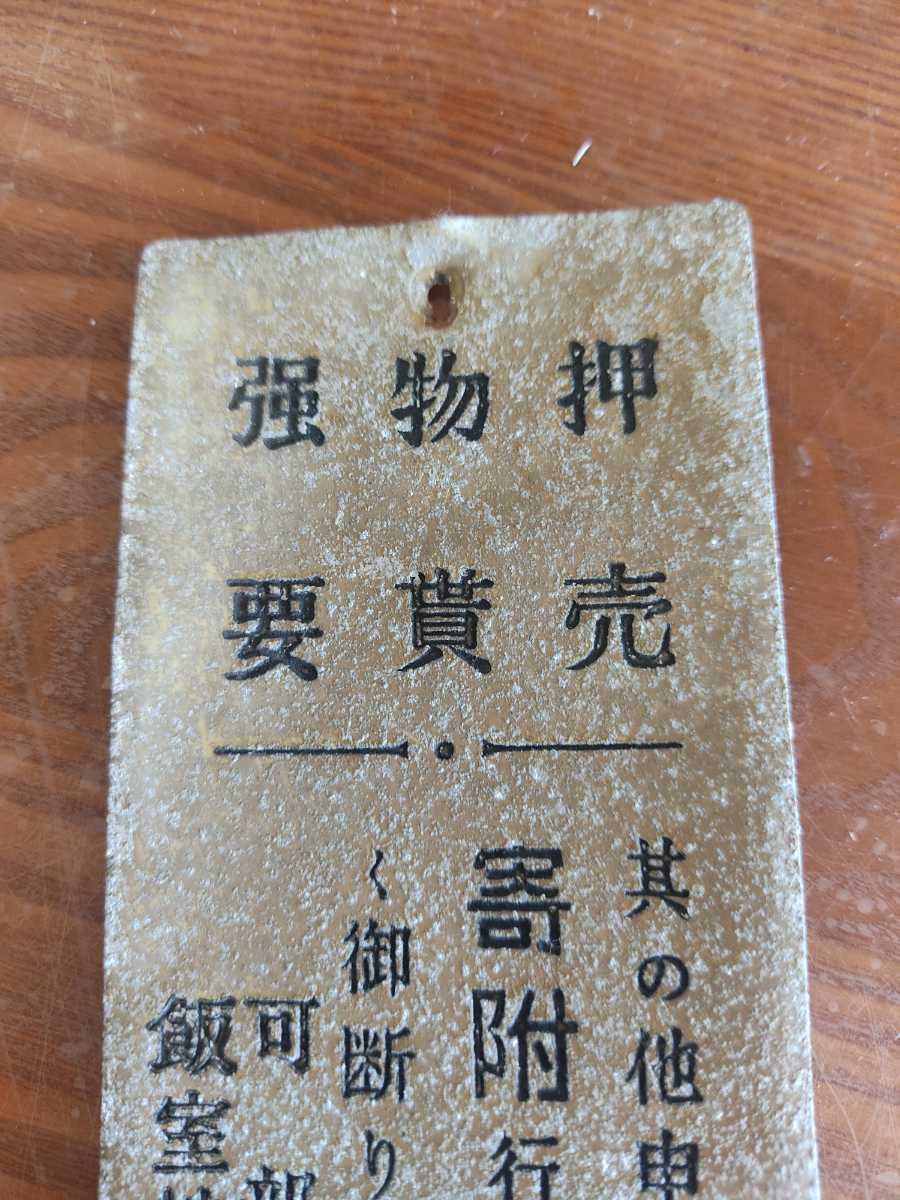 押売
物貰
强要
其の他申
寄附行
く御断り
可部
飯室